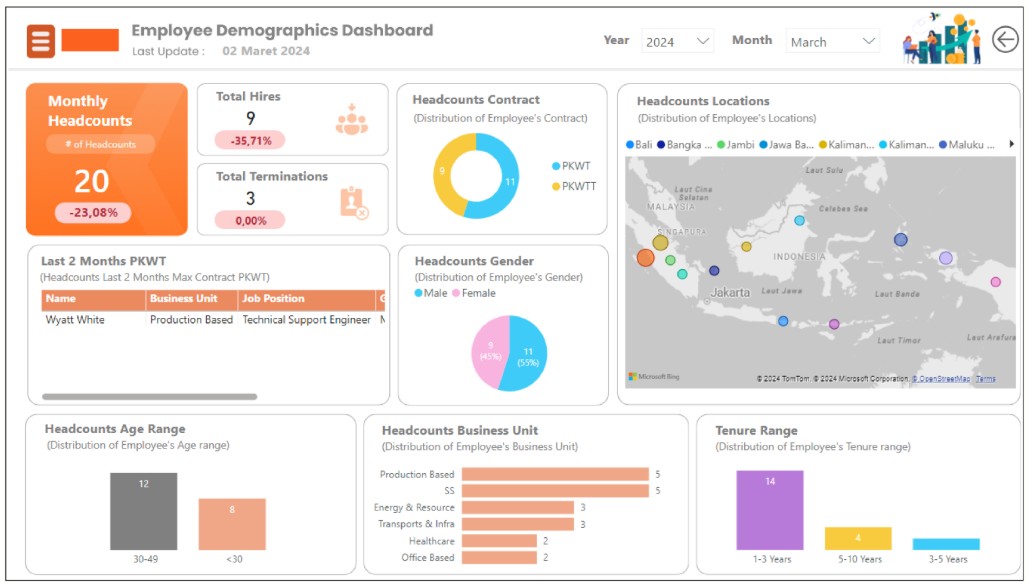 Employee Demographics Dashboard
Last Update : 02 Maret 2024
Year 2024 Month March
Monthly
Headcounts
# of Headcounts
20
-23,08%
Total Hires
9
-35,71%
Total Terminations
3
0,00%
Headcounts Contract
(Distribution of Employee's Contract)
9
11
PKWT
PKWTT
Headcounts Locations
(Distribution of Employee's Locations)
Bali Bangka ... Jambi Jawa Ba... Kaliman... Kaliman... Maluku ...
Laut Sulu
Laut Cina
Selatan
MALAYSIA
Celebes Sea
SINGAPURA
INDONESIA
Jakarta
Laut Jawa
Laut Banda
Laut Timor
Laut Arafura
Microsoft Bing
© 2024 TomTom, © 2024 Microsoft Corporation, © OpenStreetMap Terms
Last 2 Months PKWT
(Headcounts Last 2 Months Max Contract PKWT)
Name Business Unit Job Position
Wyatt White Production Based Technical Support Engineer
Headcounts Gender
(Distribution of Employee's Gender)
Male Female
9
(45%)
11
(55%)
Headcounts Age Range
(Distribution of Employee's Age range)
12
8
30-49 <30
Headcounts Business Unit
(Distribution of Employee's Business Unit)
Production Based 5
SS 5
Energy & Resource 3
Transports & Infra 3
Healthcare 2
Office Based 2
Tenure Range
(Distribution of Employee's Tenure range)
14
4
1-3 Years 5-10 Years 3-5 Years